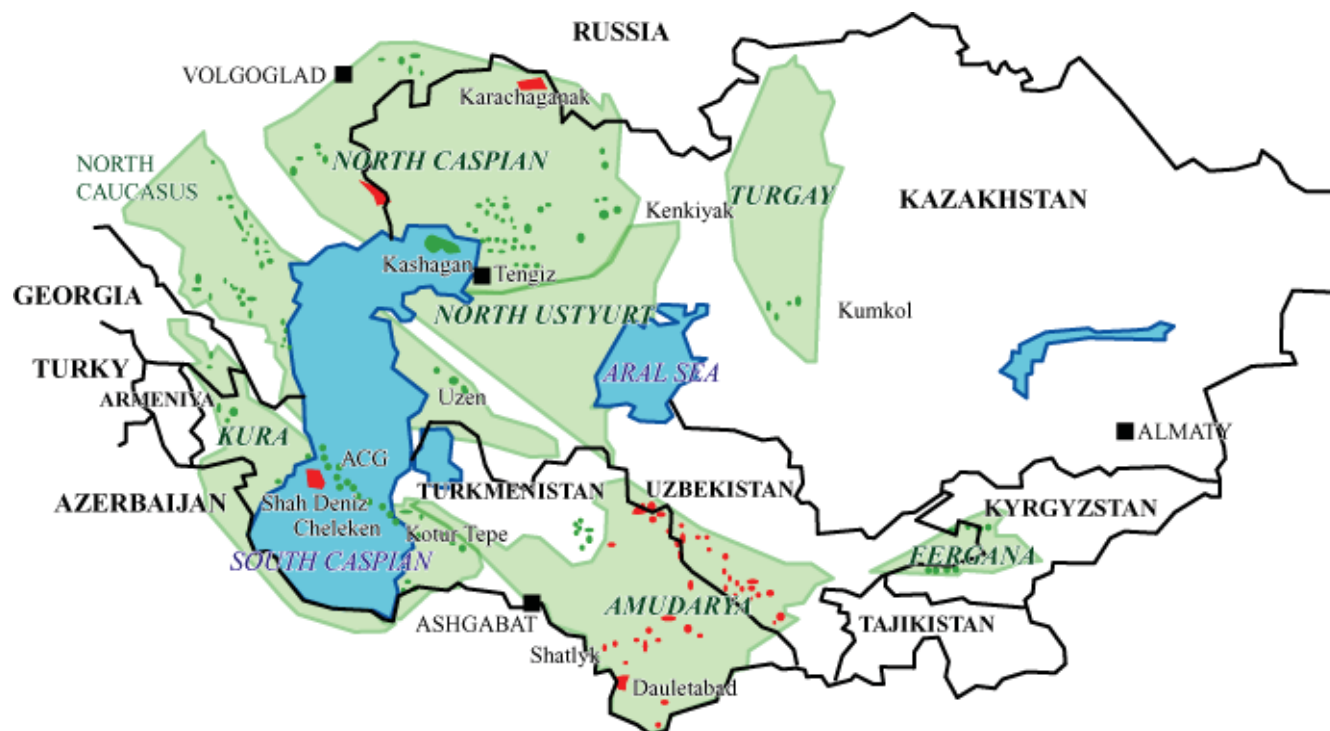 RUSSIA
VOLGOGLAD
Karachaganak
NORTH
CAUCASUS
NORTH CASPIAN
TURGAY
KAZAKHSTAN
Kenkiyak
Kashagan
Tengiz
GEORGIA
NORTH USTYURT
Kumkol
TURKY
ARAL SEA
ARMENIYA
Uzen
KURA
ALMATY
ACG
AZERBAIJAN
Shah Deniz
TURKMENISTAN
UZBEKISTAN
KYRGYZSTAN
Cheleken
Kotur Tepe
SOUTH CASPIAN
FERGANA
AMUDARYA
ASHGABAT
TAJIKISTAN
Shatlyk
Dauletabad